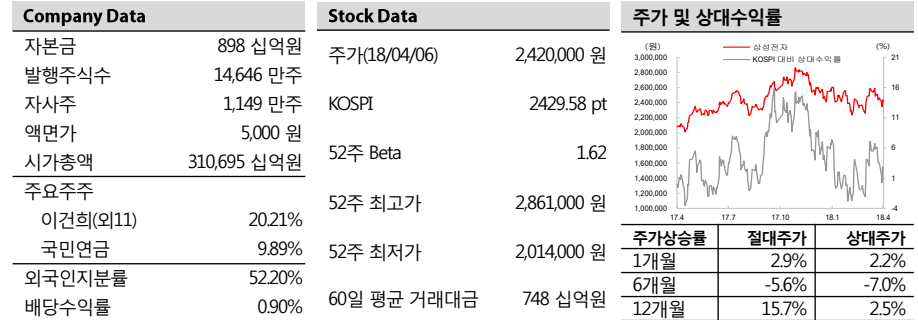 Company Data
자본금 898 십억원
발행주식수 14,646 만주
자사주 1,149 만주
액면가 5,000 원
시가총액 310,695 십억원
주요주주
이건희(외11) 20.21%
국민연금 9.89%
외국인지분률 52.20%
배당수익률 0.90%
Stock Data
주가(18/04/06) 2,420,000 원
KOSPI 2429.58 pt
52주 Beta 1.62
52주 최고가 2,861,000 원
52주 최저가 2,014,000 원
60일 평균 거래대금 748 십억원
주가 및 상대수익률
(원) 삼성전자 (%)
KOSPI 대비 상대수익률
3,000,000 21
2,800,000
2,600,000 16
2,400,000
2,200,000 11
2,000,000
1,800,000 6
1,600,000
1,400,000 1
1,200,000
1,000,000 -4
17.4 17.7 17.10 18.1 18.4
주가상승률 절대주가 상대주가
1개월 2.9% 2.2%
6개월 -5.6% -7.0%
12개월 15.7% 2.5%